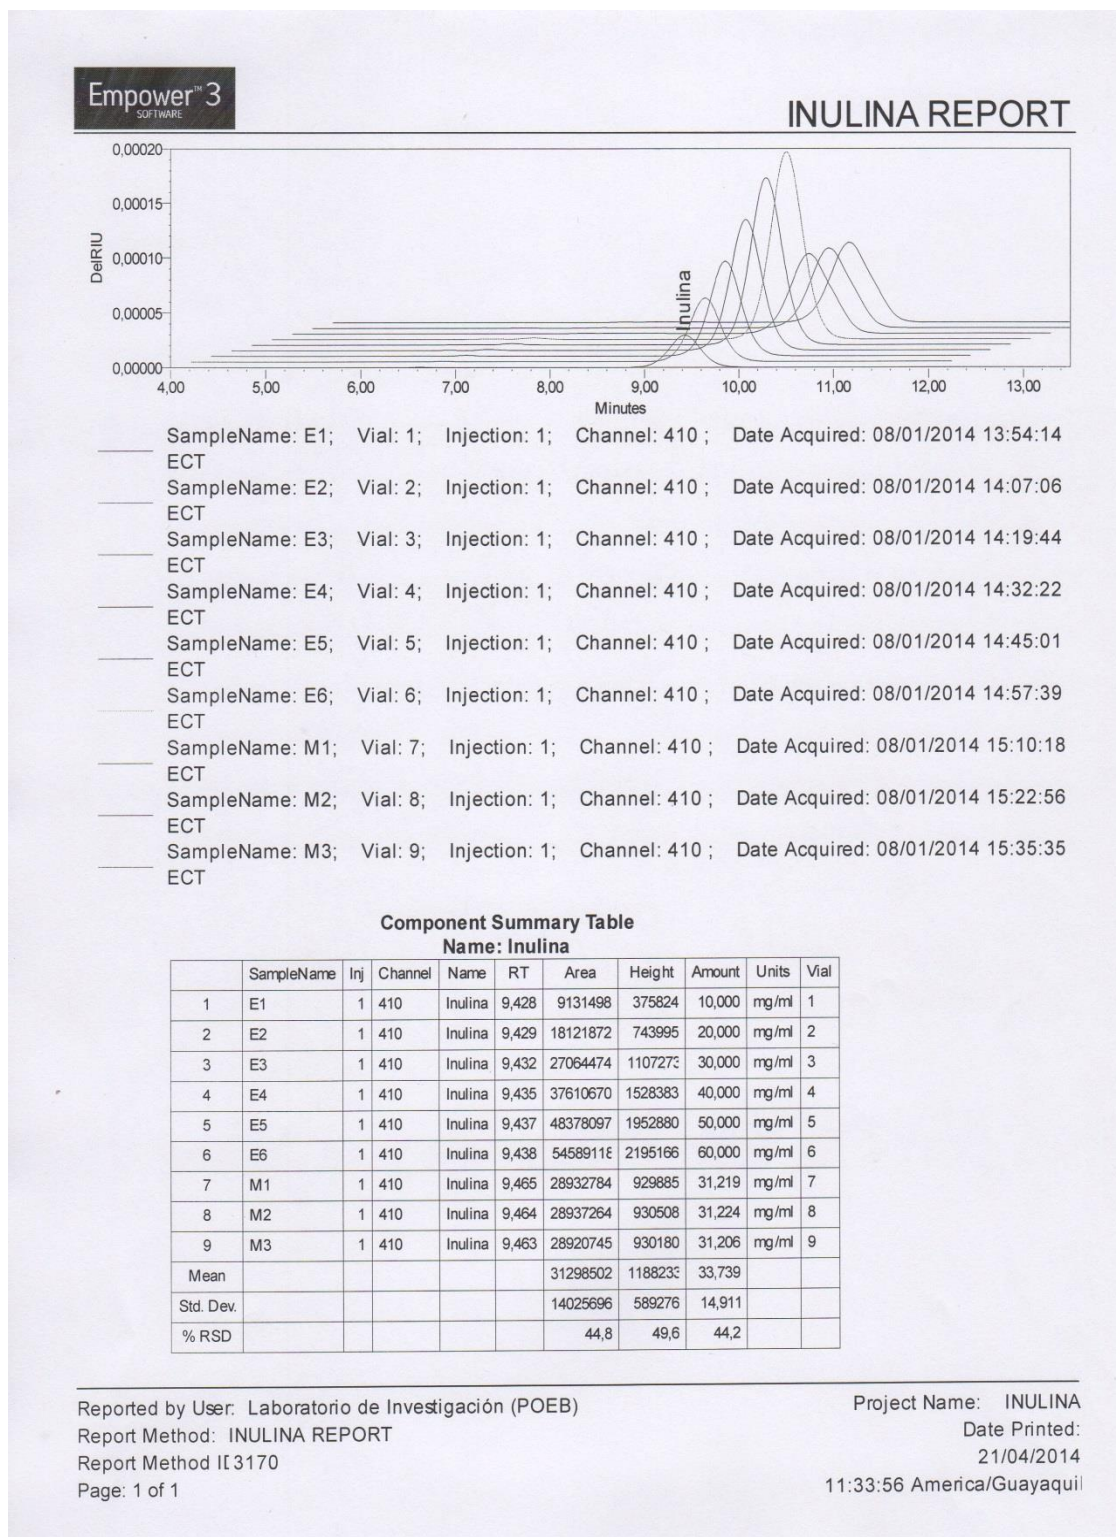 Empower™ 3
SOFTWARE
INULINA REPORT
0,00020
0,00015
0,00010
0,00005
0,00000
DelRIU
Inulina
4,00 5,00 6,00 7,00 8,00 9,00 10,00 11,00 12,00 13,00
Minutes
SampleName: E1; Vial: 1; Injection: 1; Channel: 410 ; Date Acquired: 08/01/2014 13:54:14
ECT
SampleName: E2; Vial: 2; Injection: 1; Channel: 410 ; Date Acquired: 08/01/2014 14:07:06
ECT
SampleName: E3; Vial: 3; Injection: 1; Channel: 410 ; Date Acquired: 08/01/2014 14:19:44
ECT
SampleName: E4; Vial: 4; Injection: 1; Channel: 410 ; Date Acquired: 08/01/2014 14:32:22
ECT
SampleName: E5; Vial: 5; Injection: 1; Channel: 410 ; Date Acquired: 08/01/2014 14:45:01
ECT
SampleName: E6; Vial: 6; Injection: 1; Channel: 410 ; Date Acquired: 08/01/2014 14:57:39
ECT
SampleName: M1; Vial: 7; Injection: 1; Channel: 410 ; Date Acquired: 08/01/2014 15:10:18
ECT
SampleName: M2; Vial: 8; Injection: 1; Channel: 410 ; Date Acquired: 08/01/2014 15:22:56
ECT
SampleName: M3; Vial: 9; Injection: 1; Channel: 410 ; Date Acquired: 08/01/2014 15:35:35
ECT
Component Summary Table
Name: Inulina
SampleName Inj Channel Name RT Area Height Amount Units Vial
1 E1 1 410 Inulina 9,428 9131498 375824 10,000 mg/ml 1
2 E2 1 410 Inulina 9,429 18121872 743995 20,000 mg/ml 2
3 E3 1 410 Inulina 9,432 27064474 1107273 30,000 mg/ml 3
4 E4 1 410 Inulina 9,435 37610670 1528383 40,000 mg/ml 4
5 E5 1 410 Inulina 9,437 48378097 1952880 50,000 mg/ml 5
6 E6 1 410 Inulina 9,438 54589118 2195166 60,000 mg/ml 6
7 M1 1 410 Inulina 9,465 28932784 929885 31,219 mg/ml 7
8 M2 1 410 Inulina 9,464 28937264 930508 31,224 mg/ml 8
9 M3 1 410 Inulina 9,463 28920745 930180 31,206 mg/ml 9
Mean 31298502 1188233 33,739
Std. Dev. 14025696 589276 14,911
% RSD 44,8 49,6 44,2
Reported by User: Laboratorio de Investigación (POEB)
Report Method: INULINA REPORT
Report Method ID 3170
Page: 1 of 1
Project Name: INULINA
Date Printed:
21/04/2014
11:33:56 America/Guayaquil